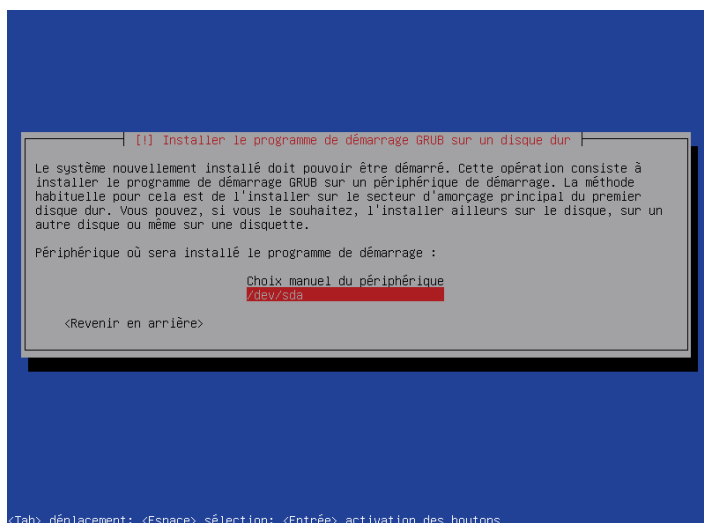 [!] Installer le programme de démarrage GRUB sur un disque dur
Le système nouvellement installé doit pouvoir être démarré. Cette opération consiste à
installer le programme de démarrage GRUB sur un périphérique de démarrage. La méthode
habituelle pour cela est de l'installer sur le secteur d'amorçage principal du premier
disque dur. Vous pouvez, si vous le souhaitez, l'installer ailleurs sur le disque, sur un
autre disque ou même sur une disquette.
Périphérique où sera installé le programme de démarrage :
Choix manuel du périphérique
/dev/sda
<Revenir en arrière>
<Tab> déplacement; <Espace> sélection; <Entrée> activation des boutons